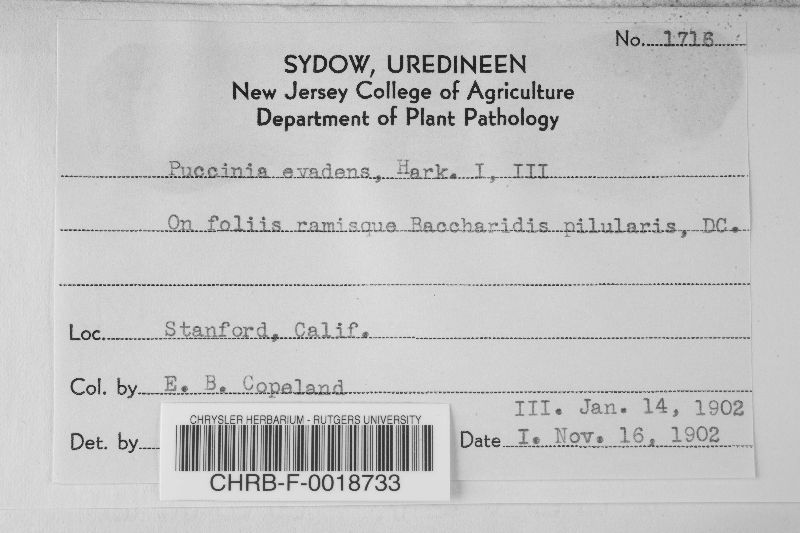 No. 1716
SYDOW, UREDINEEN
New Jersey College of Agriculture
Department of Plant Pathology
Puccinia evadens, Hark. I, III
On foliis ramisque Baccharidis pilularis, DC.
Loc. Stanford, Calif.
Col. by E. B. Copeland
III. Jan. 14, 1902
Det. by
Date I. Nov. 16, 1902
CHRYSLER HERBARIUM - RUTGERS UNIVERSITY
CHRB-F-0018733